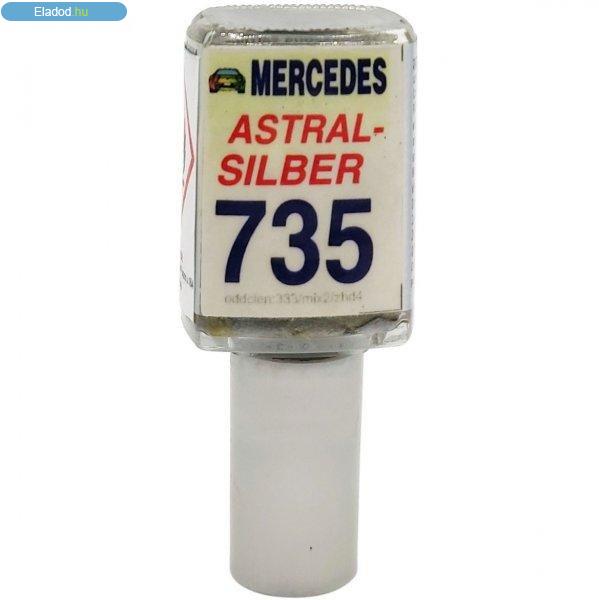 Eladod.hu
MERCEDES
ASTRAL-
SILBER
735